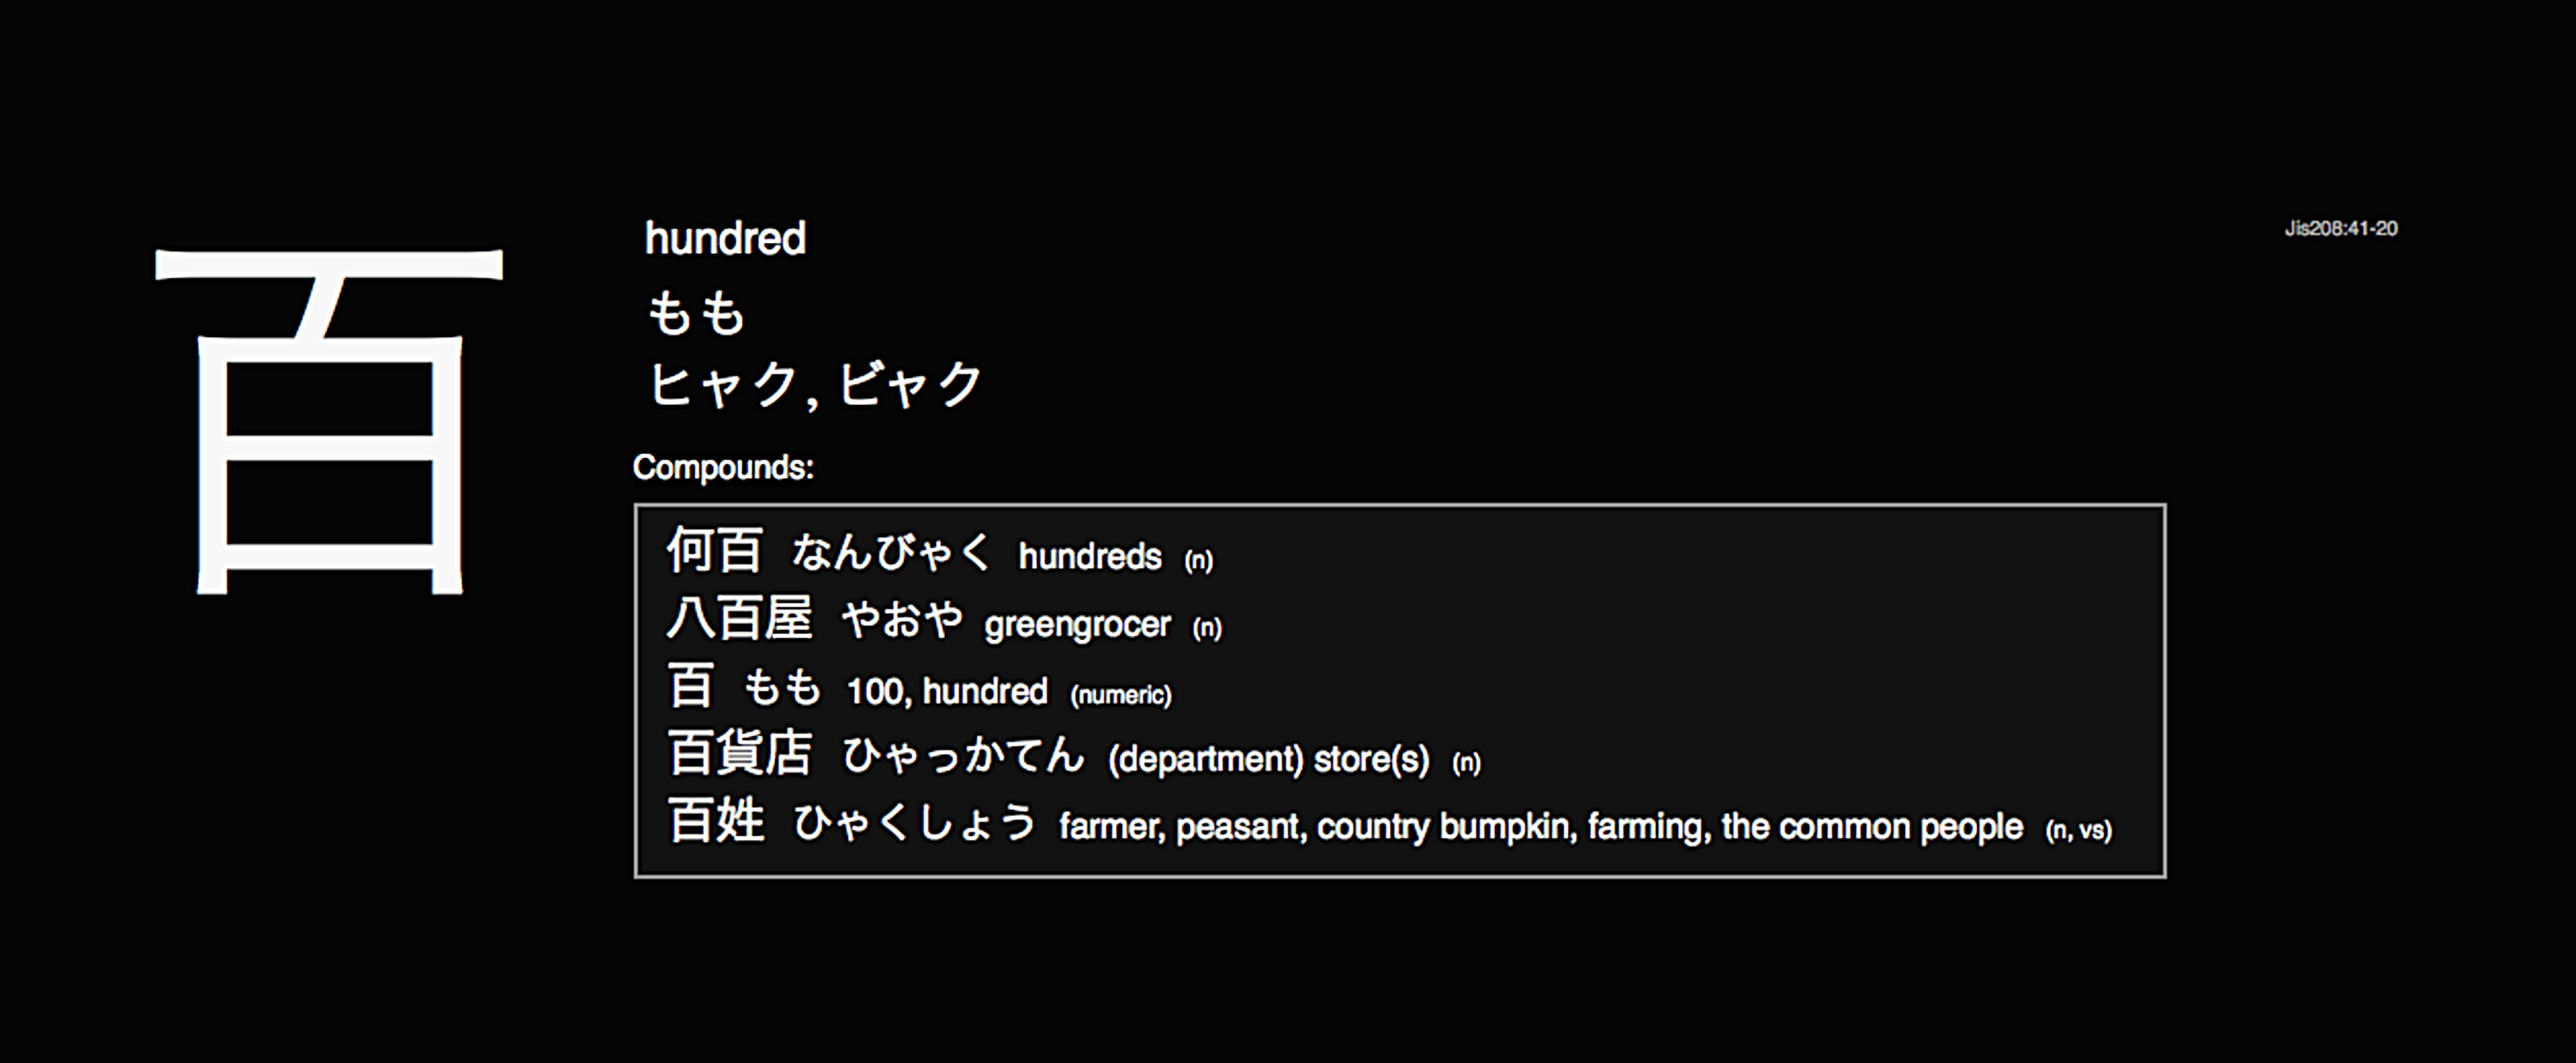 百
hundred
もも
ヒャク, ビャク
Jis208:41-20
Compounds:
何百 なんびゃく hundreds (n)
八百屋 やおや greengrocer (n)
百 もも 100, hundred (numeric)
百貨店 ひゃっかてん (department) store(s) (n)
百姓 ひゃくしょう farmer, peasant, country bumpkin, farming, the common people (n, vs)